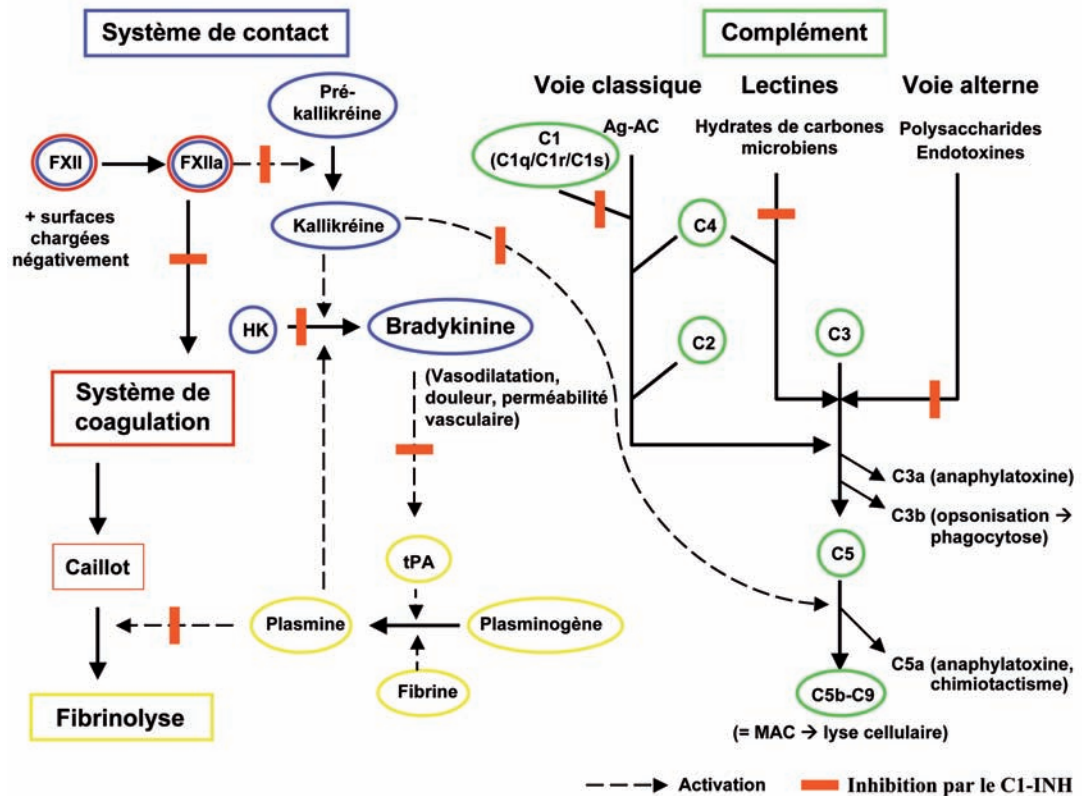 Système de contact
Pré-
kallikréine
FXII
FXIIa
+ surfaces
chargées
négativement
Kallikréine
HK
Bradykinine
(Vasodilatation,
douleur, perméabilité
vasculaire)
Système de
coagulation
Caillot
tPA
Plasmine
Plasminogène
Fibrine
Fibrinolyse
Complément
Voie classique
Lectines
Voie alterne
Ag-AC
Hydrates de carbones
microbiens
Polysaccharides
Endotoxines
C1
(C1q/C1r/C1s)
C4
C2
C3
C3a (anaphylatoxine)
C3b (opsonisation →
phagocytose)
C5
C5a (anaphylatoxine,
chimiotactisme)
C5b-C9
(= MAC → lyse cellulaire)
Activation
Inhibition par le C1-INH